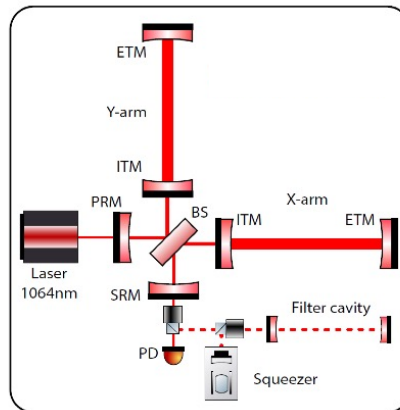 ETM
Y-arm
ITM
PRM
BS
ITM
X-arm
ETM
Laser
1064nm
SRM
Filter cavity
PD
Squeezer